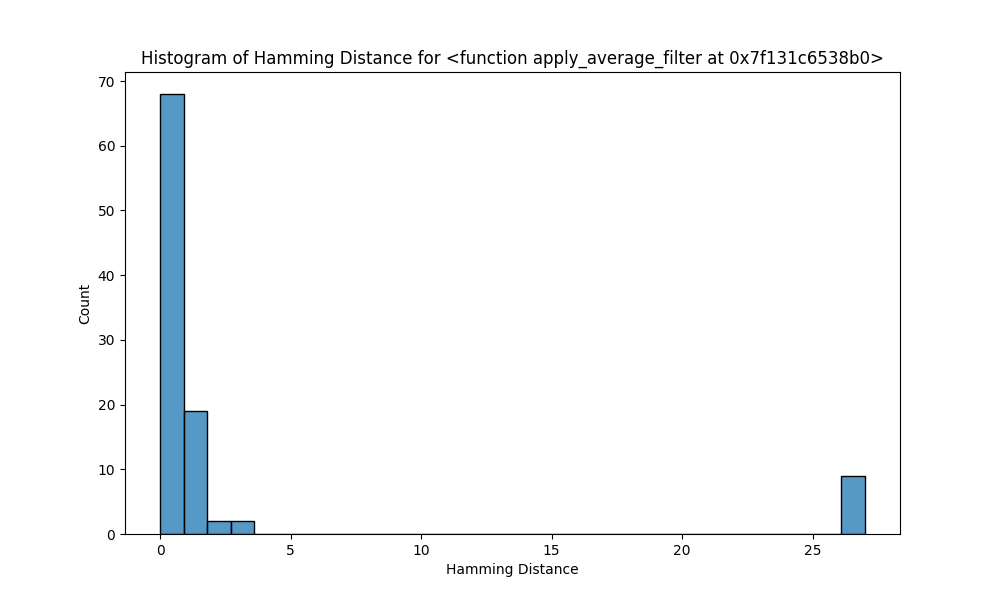 Histogram of Hamming Distance for <function apply_average_filter at 0x7f131c6538b0>
70
60
50
40
30
20
10
0
Count
0 5 10 15 20 25
Hamming Distance